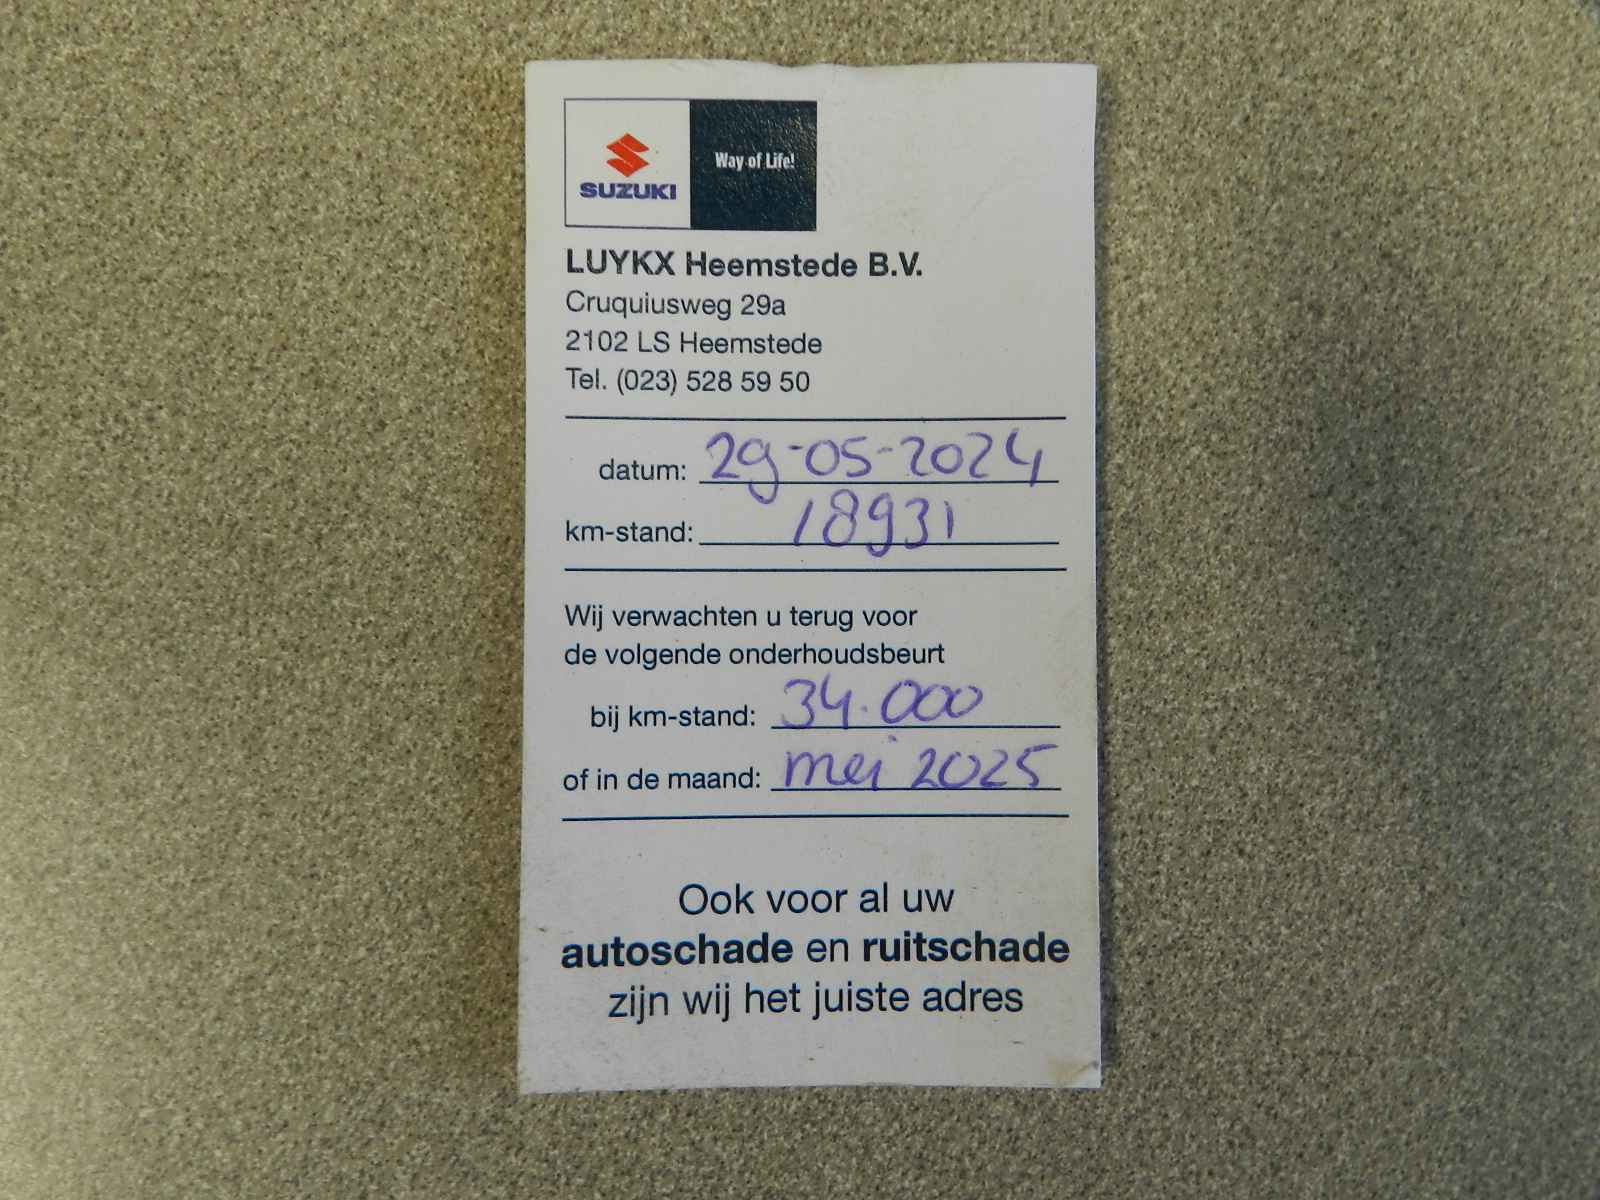 SUZUKI
Way of Life!
LUYKX Heemstede B.V.
Cruquiusweg 29a
2102 LS Heemstede
Tel. (023) 528 59 50
datum: 29-05-2024
km-stand: 18931
Wij verwachten u terug voor
de volgende onderhoudsbeurt
bij km-stand: 34.000
of in de maand: mei 2025
Ook voor al uw
autoschade en ruitschade
zijn wij het juiste adres